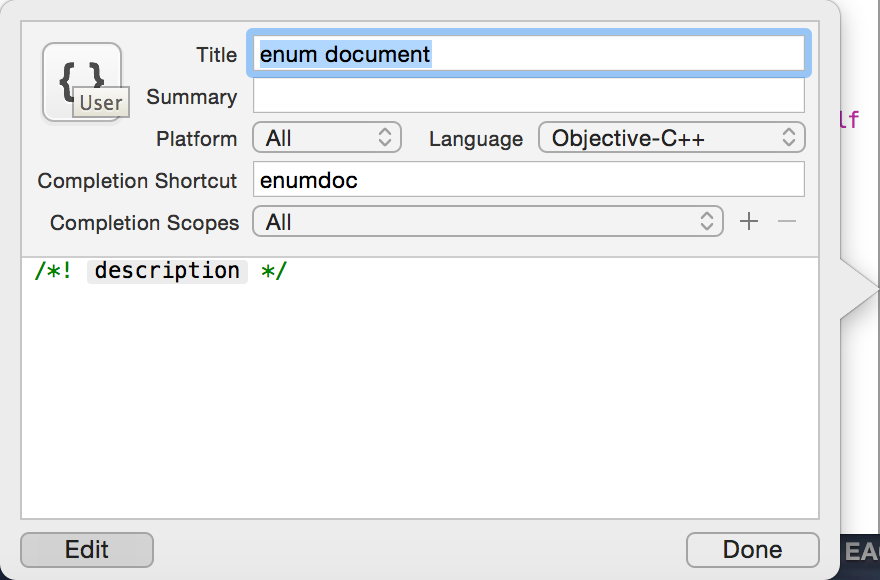 Title enum document
{ }
User
Summary
Platform All Language Objective-C++
lf
Completion Shortcut enumdoc
Completion Scopes All
/*! description */
Edit Done
EA